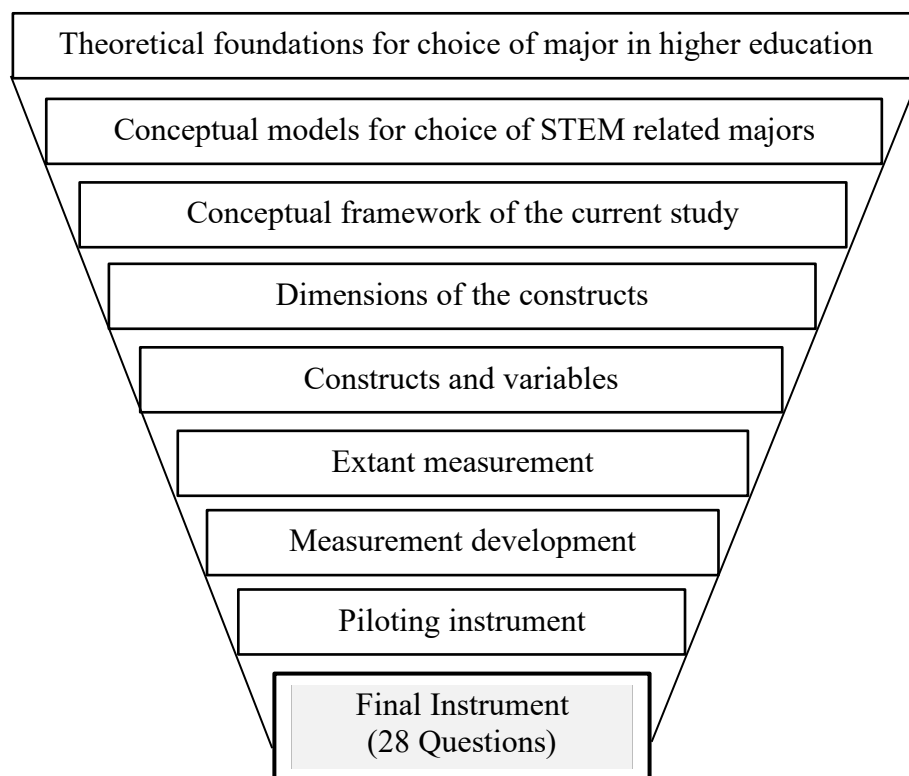 Theoretical foundations for choice of major in higher education
Conceptual models for choice of STEM related majors
Conceptual framework of the current study
Dimensions of the constructs
Constructs and variables
Extant measurement
Measurement development
Piloting instrument
Final Instrument
(28 Questions)